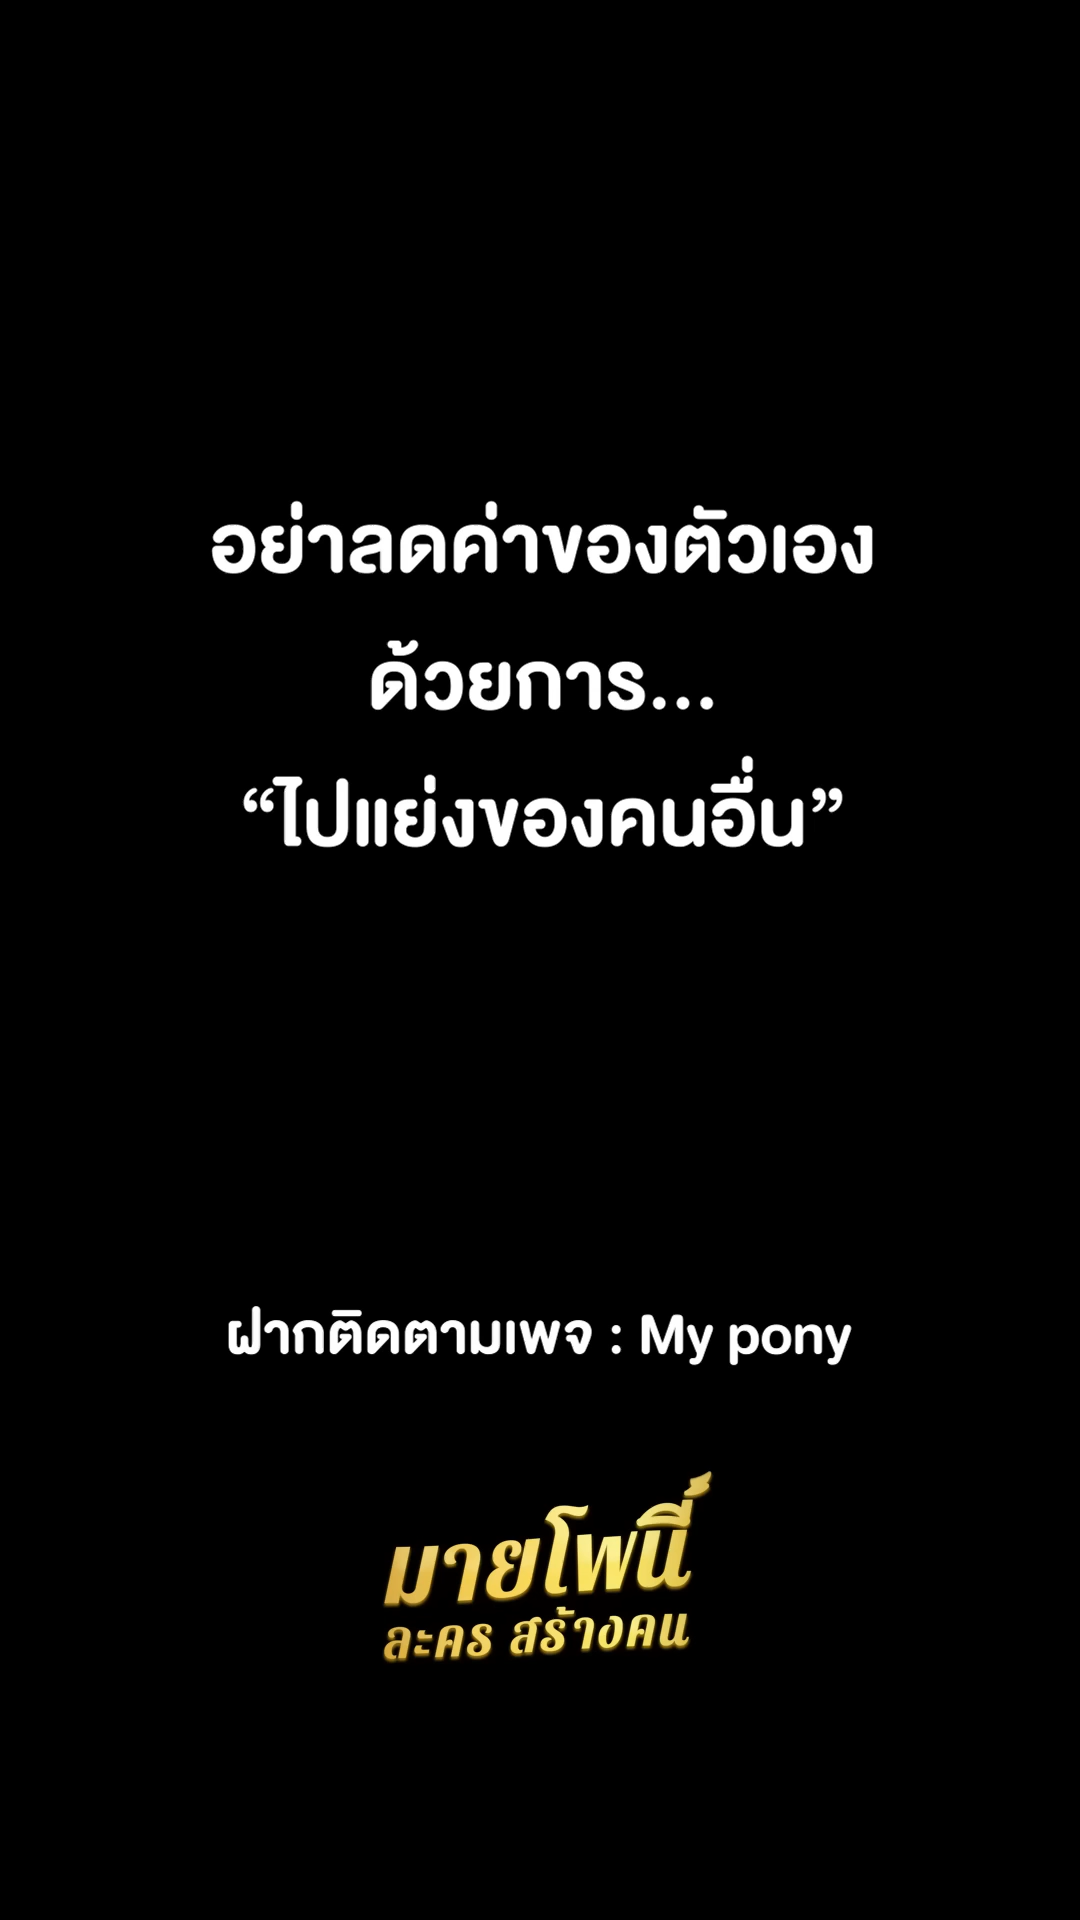 อย่าลดค่าของตัวเอง
ด้วยการ...
“ไปแย่งของคนอื่น”
ฝากติดตามเพจ : My pony
มายโพนี้
ละคร สร้างคน